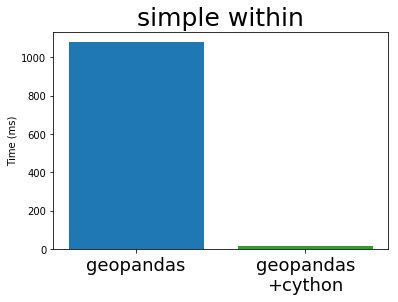 simple within
1000
800
600
400
200
0
Time (ms)
geopandas
geopandas
+cython